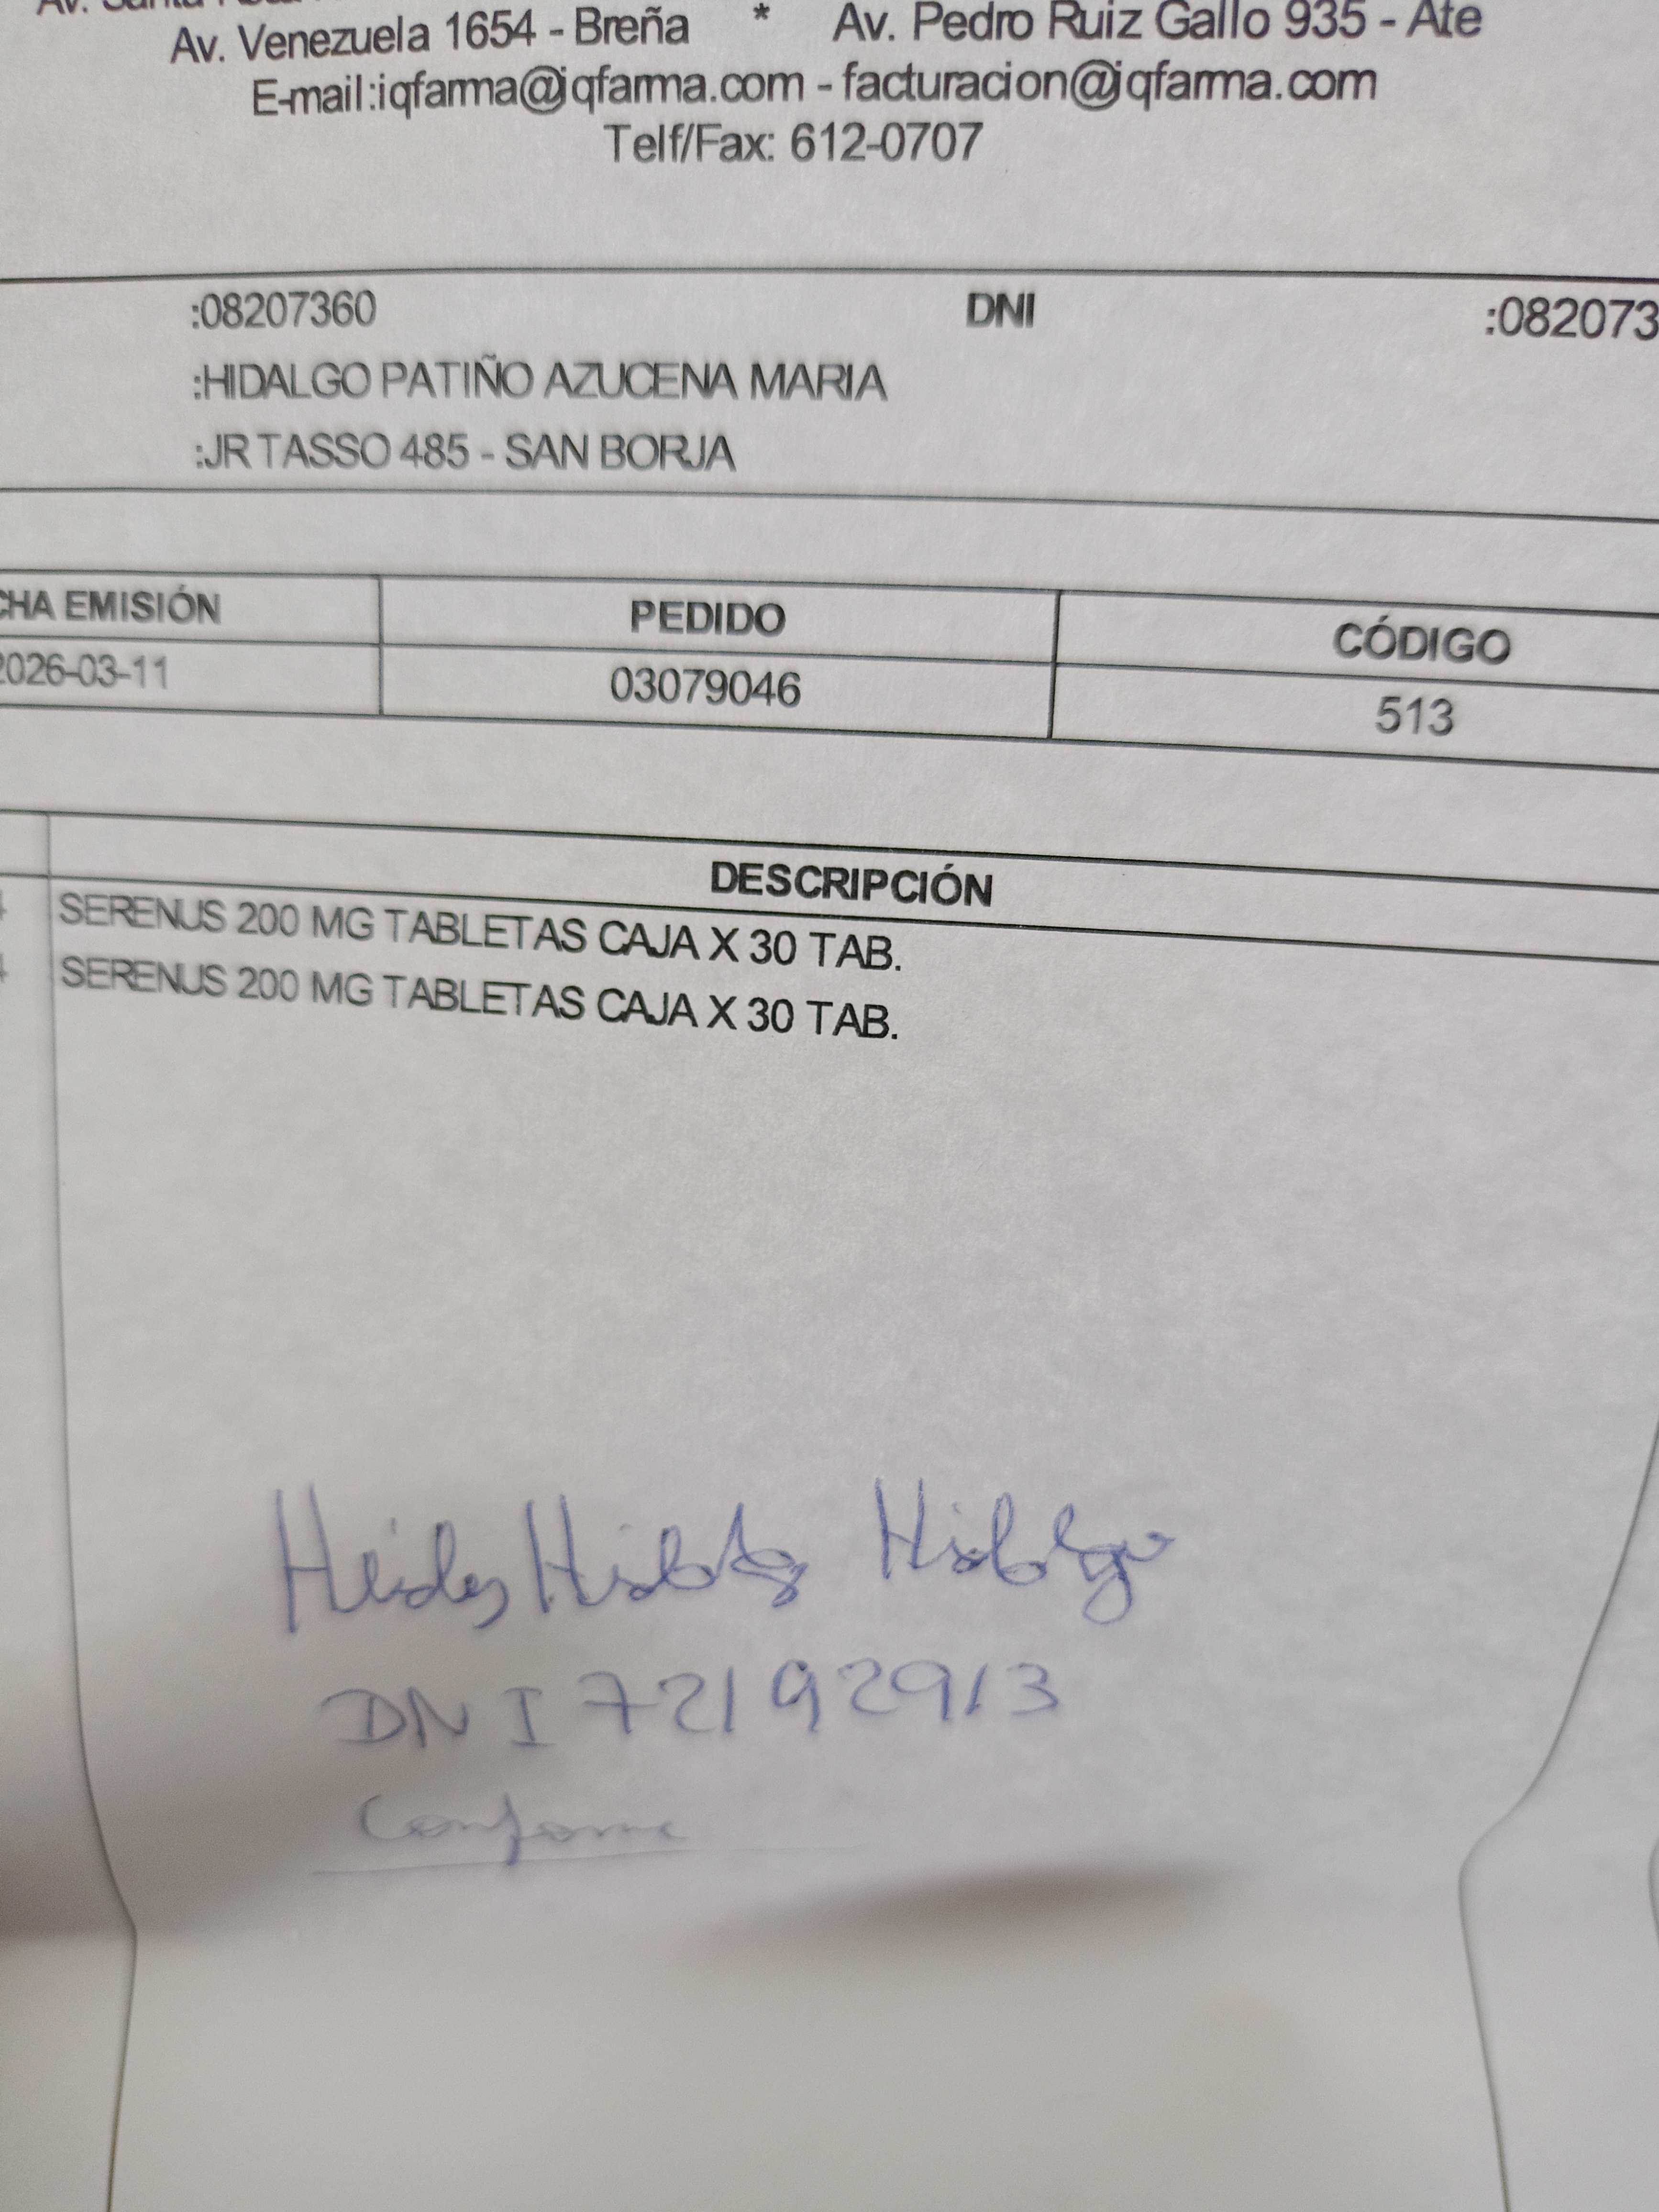 Av. Venezuela 1654 - Breña * Av. Pedro Ruiz Gallo 935 - Ate
E-mail:iqfarma@iqfarma.com - facturacion@iqfarma.com
Telf/Fax: 612-0707
:08207360 DNI :082073
:HIDALGO PATIÑO AZUCENA MARIA
:JR TASSO 485 - SAN BORJA
CHA EMISIÓN PEDIDO CÓDIGO
2026-03-11 03079046 513
DESCRIPCIÓN
4 SERENUS 200 MG TABLETAS CAJA X 30 TAB.
4 SERENUS 200 MG TABLETAS CAJA X 30 TAB.
Hidalgo
DNI 72192913
Conforme